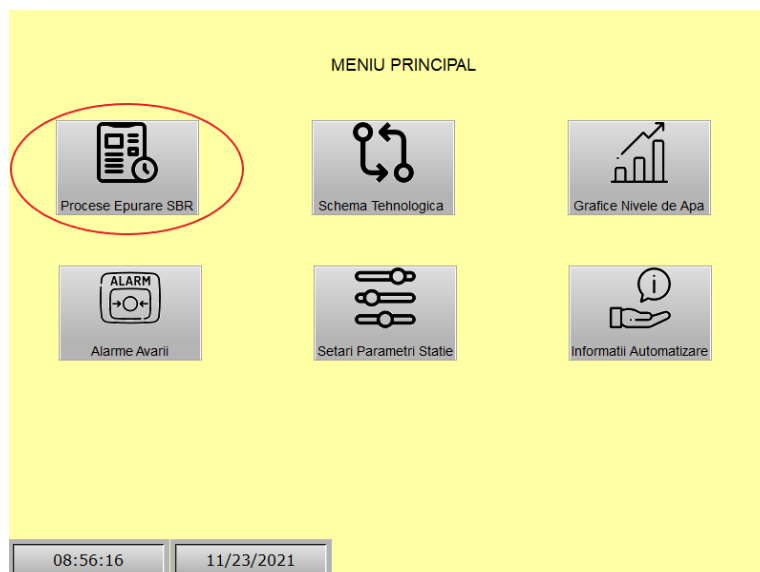 MENIU PRINCIPAL
Procese Epurare SBR
Schema Tehnologica
Grafice Nivele de Apa
ALARM
Alarme Avarii
Setari Parametri Statie
Informatii Automatizare
08:56:16
11/23/2021